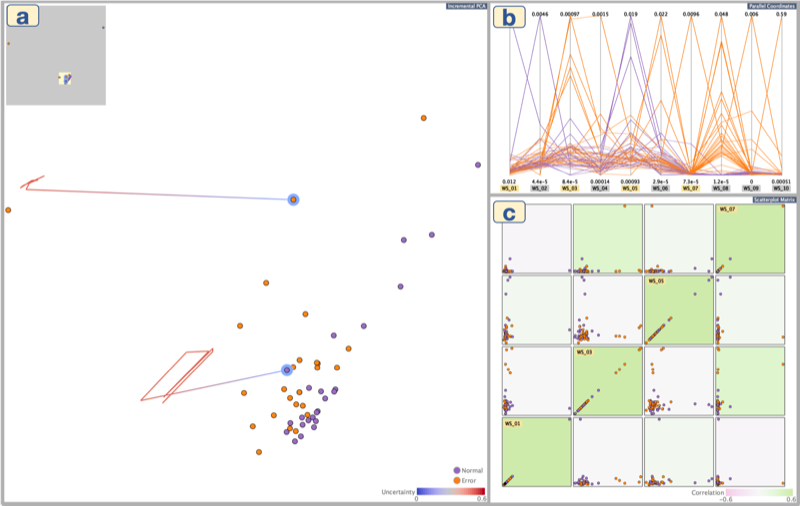 a
Incremental PCA
Normal
Error
Uncertainty
0
0.6
b
Parallel Coordinates
0.0046
0.00097
0.0015
0.019
0.022
0.0096
0.048
0.006
0.59
0.012
4.4e-5
8.4e-5
0.00014
0.00093
2.9e-5
7.3e-5
1.2e-5
0
0.00011
WS_01
WS_02
WS_03
WS_04
WS_05
WS_06
WS_07
WS_08
WS_09
WS_10
c
Scatterplot Matrix
WS_07
WS_05
WS_03
WS_01
Correlation
-0.6
0.6